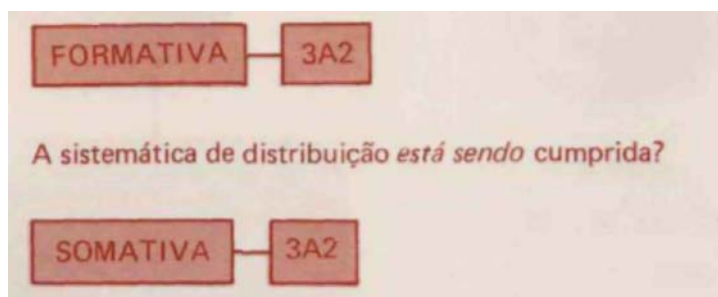 FORMATIVA 3A2
A sistemática de distribuição está sendo cumprida?
SOMATIVA 3A2